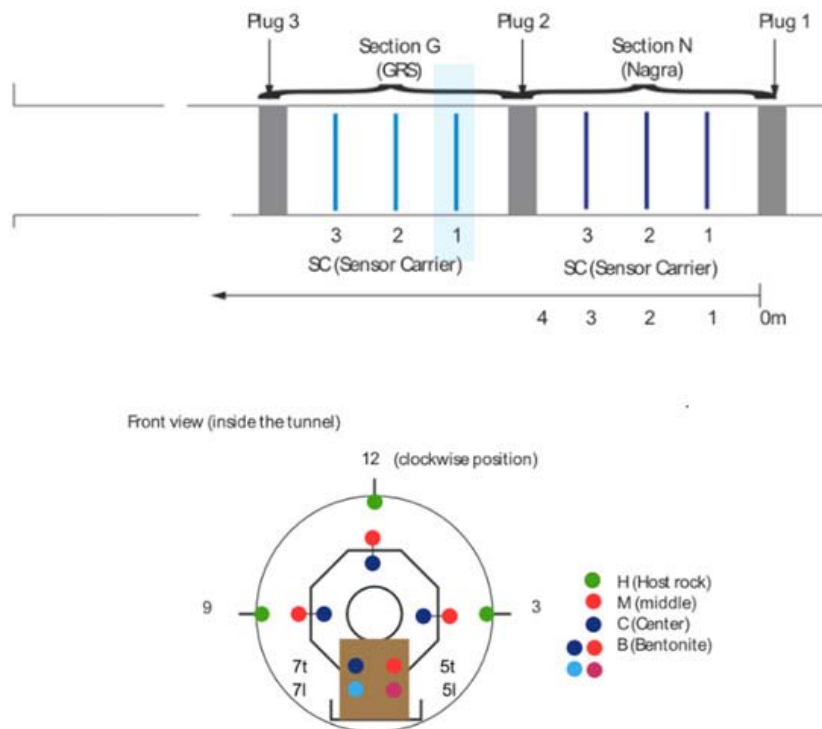 Plug 3
Plug 2
Plug 1
Section G
(GRS)
Section N
(Nagra)
3 2 1 3 2 1
SC (Sensor Carrier) SC (Sensor Carrier)
4 3 2 1 0m
Front view (inside the tunnel)
12 (clockwise position)
9 3
H (Host rock)
M (middle)
C (Center)
B (Bentonite)
7t 5t
7l 5l